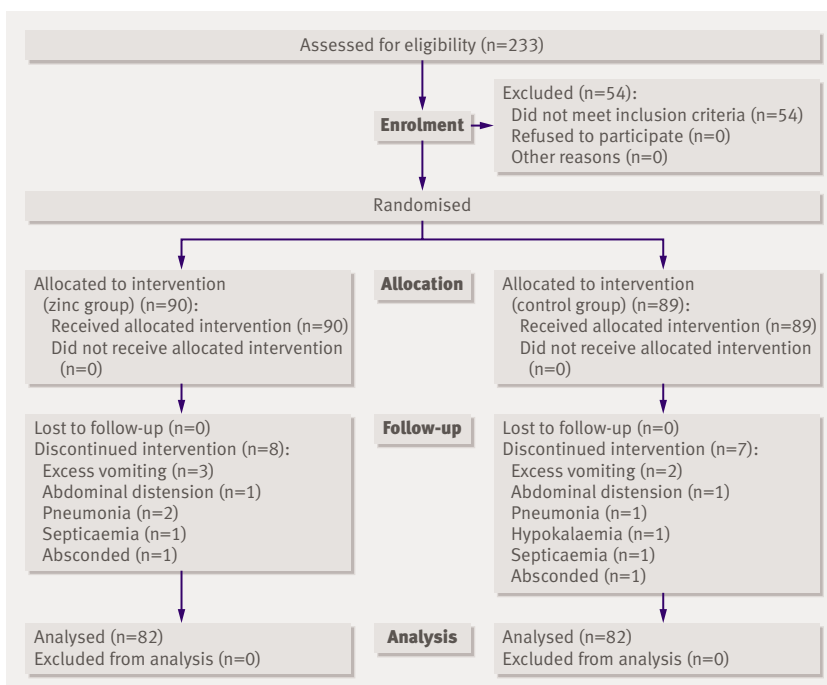 Assessed for eligibility (n=233)
Excluded (n=54):
Did not meet inclusion criteria (n=54)
Refused to participate (n=0)
Other reasons (n=0)
Enrolment
Randomised
Allocated to intervention
(zinc group) (n=90):
Received allocated intervention (n=90)
Did not receive allocated intervention
(n=0)
Allocation
Allocated to intervention
(control group) (n=89):
Received allocated intervention (n=89)
Did not receive allocated intervention
(n=0)
Lost to follow-up (n=0)
Discontinued intervention (n=8):
Excess vomiting (n=3)
Abdominal distension (n=1)
Pneumonia (n=2)
Septicaemia (n=1)
Absconded (n=1)
Follow-up
Lost to follow-up (n=0)
Discontinued intervention (n=7):
Excess vomiting (n=2)
Abdominal distension (n=1)
Pneumonia (n=1)
Hypokalaemia (n=1)
Septicaemia (n=1)
Absconded (n=1)
Analysed (n=82)
Excluded from analysis (n=0)
Analysis
Analysed (n=82)
Excluded from analysis (n=0)